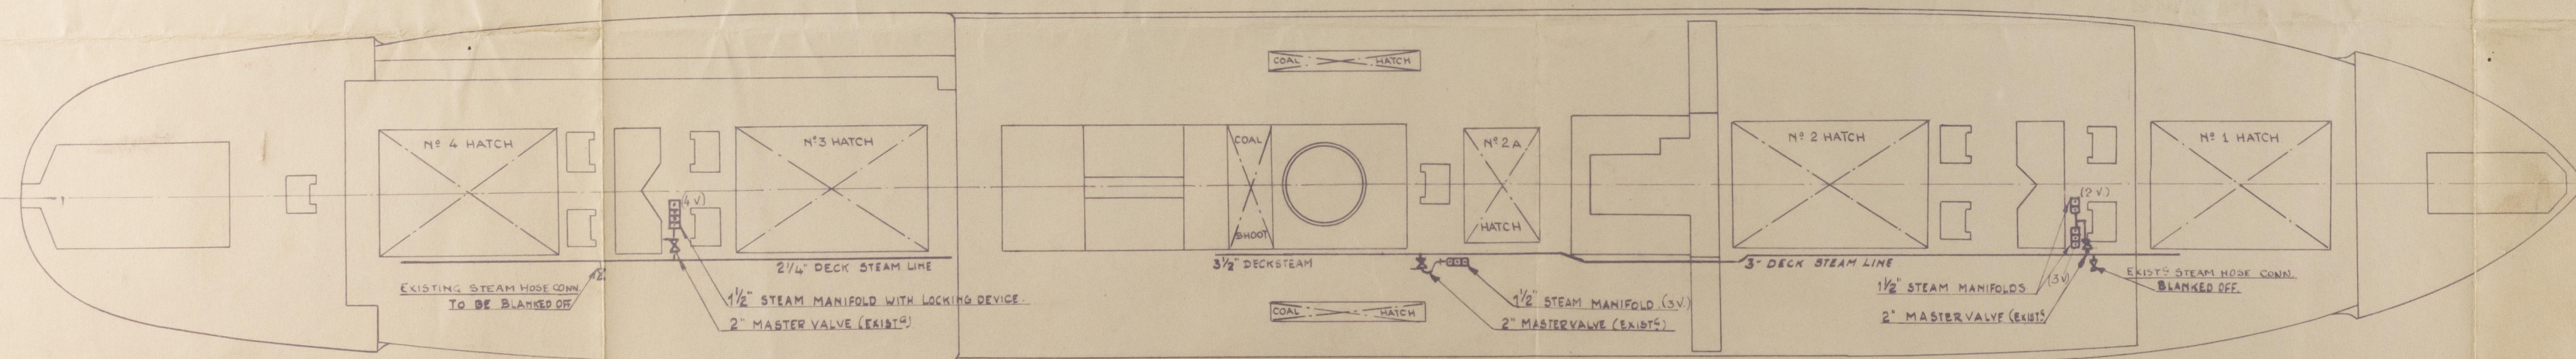 COAL HATCH
Nº 4 HATCH
Nº 3 HATCH
COAL
SHOOT
Nº 2A
HATCH
Nº 2 HATCH
Nº 1 HATCH
(4 V)
(2 V)
2¼" DECK STEAM LINE
3½" DECKSTEAM
3" DECK STEAM LINE
EXISTING STEAM HOSE CONN.
TO BE BLANKED OFF
1½" STEAM MANIFOLD WITH LOCKING DEVICE.
2" MASTER VALVE (EXISTG)
COAL HATCH
1½" STEAM MANIFOLD (3V.)
2" MASTERVALVE (EXISTG)
1½" STEAM MANIFOLDS
(3V)
2" MASTERVALVE (EXISTG
EXISTG STEAM HOSE CONN.
BLANKED OFF.